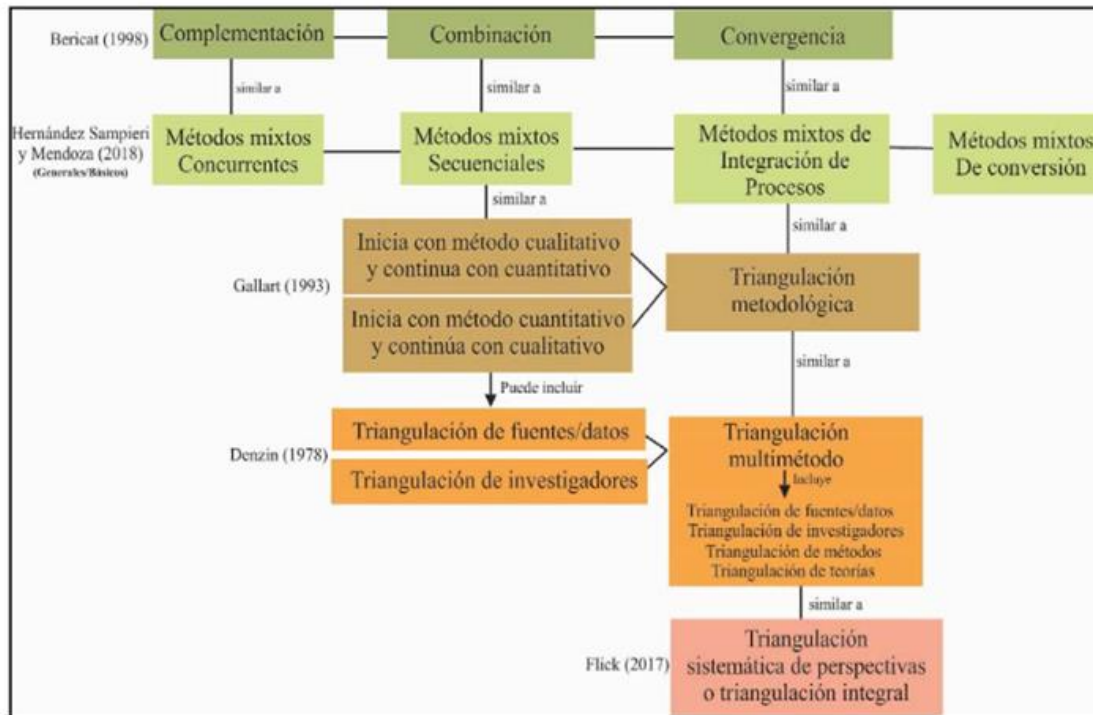 Bericat (1998)
Complementación
Combinación
Convergencia
similar a
similar a
similar a
Hernández Sampieri
y Mendoza (2018)
(Generales/Básicos)
Métodos mixtos
Concurrentes
Métodos mixtos
Secuenciales
Métodos mixtos de
Integración de
Procesos
Métodos mixtos
De conversión
similar a
similar a
Gallart (1993)
Inicia con método cualitativo
y continua con cuantitativo
Inicia con método cuantitativo
y continúa con cualitativo
Triangulación
metodológica
Puede incluir
similar a
Denzin (1978)
Triangulación de fuentes/datos
Triangulación de investigadores
Triangulación
multimétodo
Incluye
Triangulación de fuentes/datos
Triangulación de investigadores
Triangulación de métodos
Triangulación de teorías
similar a
Flick (2017)
Triangulación
sistemática de perspectivas
o triangulación integral